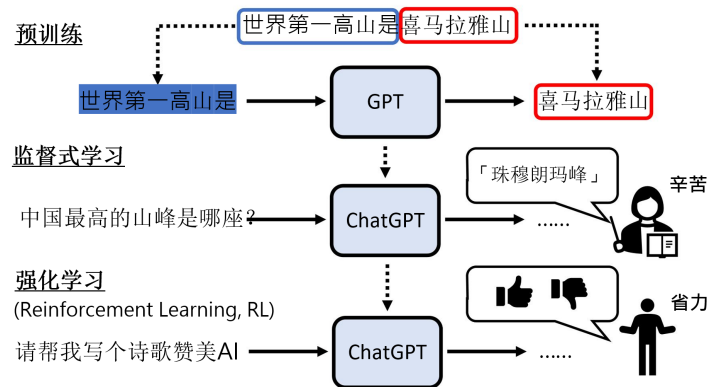 预训练
世界第一高山是喜马拉雅山
世界第一高山是
GPT
喜马拉雅山
监督式学习
「珠穆朗玛峰」
辛苦
中国最高的山峰是哪座?
ChatGPT
......
强化学习
(Reinforcement Learning, RL)
省力
请帮我写个诗歌赞美AI
ChatGPT
......